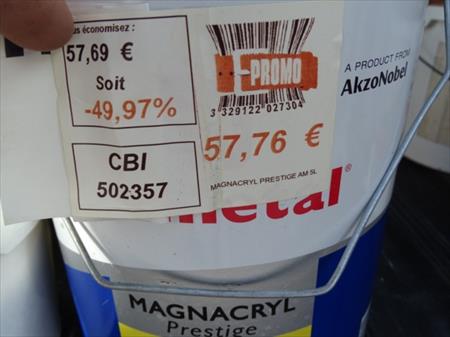 us économisez :
57,69 €
Soit
-49,97%
PROMO
3 329122 027304
57,76 €
CBI
502357
MAGNACRYL PRESTIGE AM 5L
A PRODUCT FROM
AkzoNobel
metal®
MAGNACRYL
Prestige